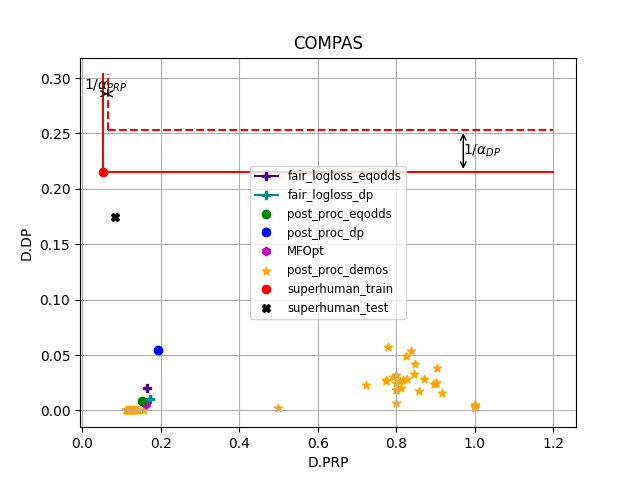 COMPAS
0.30
0.25
0.20
0.15
0.10
0.05
0.00
D.DP
1/α_PRP
1/α_DP
fair_logloss_eqodds
fair_logloss_dp
post_proc_eqodds
post_proc_dp
MFOpt
post_proc_demos
superhuman_train
superhuman_test
0.0 0.2 0.4 0.6 0.8 1.0 1.2
D.PRP